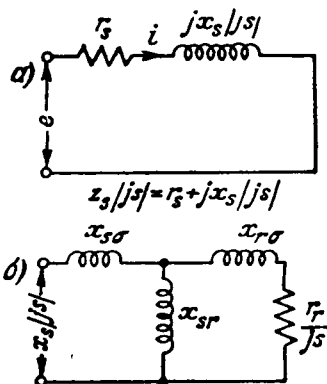 r_s i jx_s|js|
а)
e
z_s|js|=r_s+jx_s|js|
x_sσ x_rσ
б)
x_s|js| x_sr r_r/js